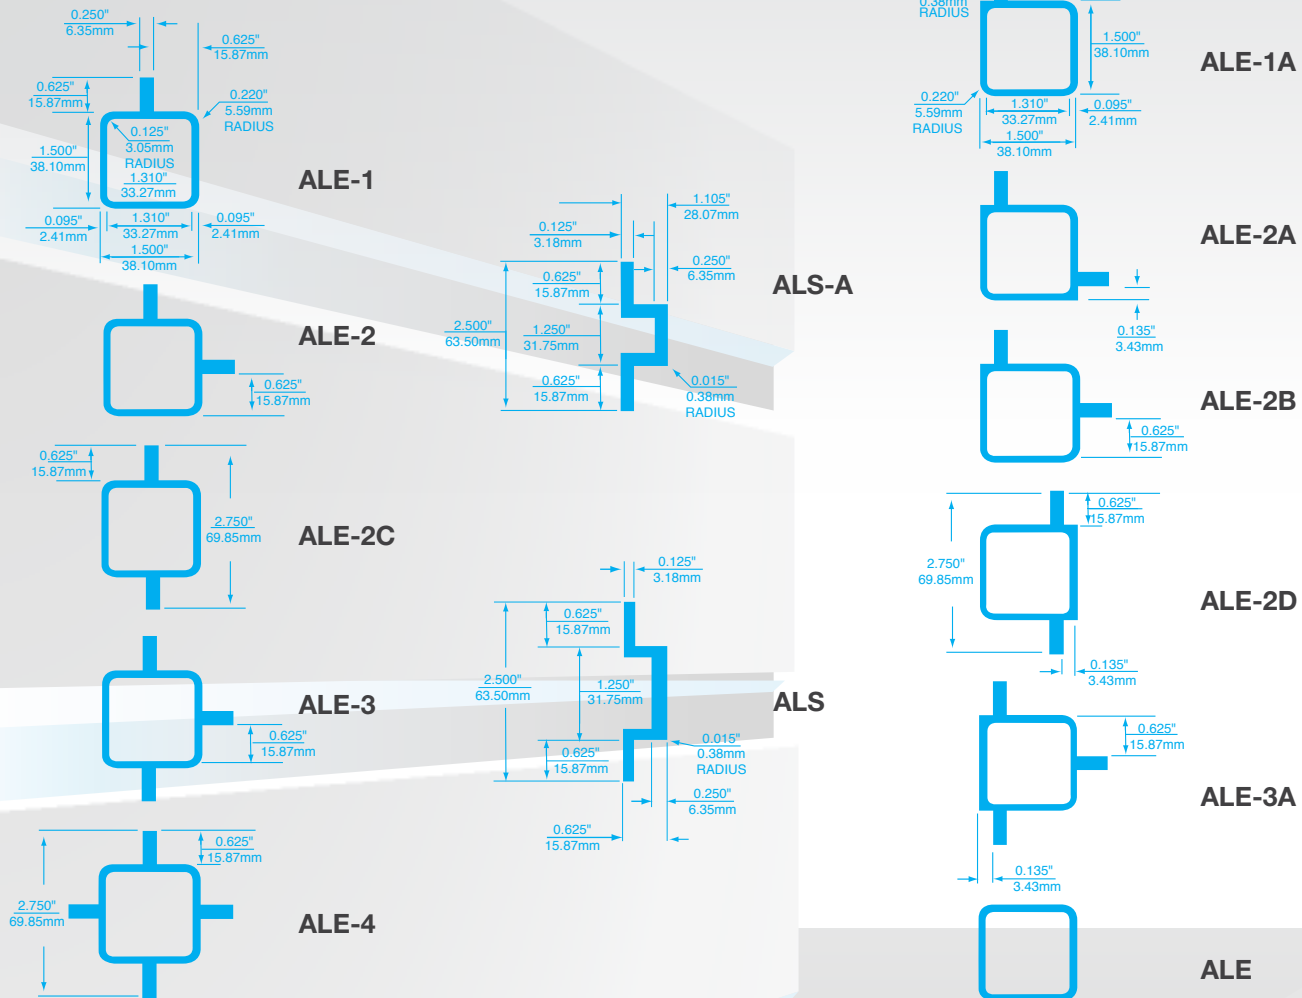 0.250"
6.35mm
0.625"
15.87mm
0.625"
15.87mm
0.220"
5.59mm
RADIUS
0.125"
3.05mm
RADIUS
1.310"
33.27mm
1.500"
38.10mm
0.095"
2.41mm
1.310"
33.27mm
0.095"
2.41mm
1.500"
38.10mm
ALE-1
0.625"
15.87mm
ALE-2
0.625"
15.87mm
2.750"
69.85mm
ALE-2C
0.625"
15.87mm
ALE-3
0.625"
15.87mm
2.750"
69.85mm
ALE-4
1.105"
28.07mm
0.125"
3.18mm
0.250"
6.35mm
0.625"
15.87mm
2.500"
63.50mm
1.250"
31.75mm
0.625"
15.87mm
0.015"
0.38mm
RADIUS
ALS-A
0.125"
3.18mm
0.625"
15.87mm
2.500"
63.50mm
1.250"
31.75mm
0.015"
0.38mm
RADIUS
0.625"
15.87mm
0.250"
6.35mm
0.625"
15.87mm
ALS
0.38mm
RADIUS
1.500"
38.10mm
0.220"
5.59mm
RADIUS
1.310"
33.27mm
0.095"
2.41mm
1.500"
38.10mm
ALE-1A
ALE-2A
0.135"
3.43mm
ALE-2B
0.625"
15.87mm
0.625"
15.87mm
2.750"
69.85mm
ALE-2D
0.135"
3.43mm
0.625"
15.87mm
ALE-3A
0.135"
3.43mm
ALE